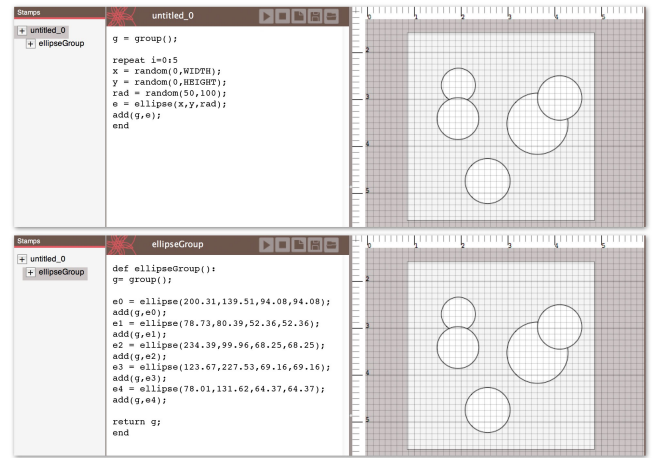 Stamps
untitled_0
ellipseGroup
untitled_0
g = group();
repeat i=0:5
x = random(0,WIDTH);
y = random(0,HEIGHT);
rad = random(50,100);
e = ellipse(x,y,rad);
add(g,e);
end
0 1 2 3 4 5
2
3
4
5
Stamps
untitled_0
ellipseGroup
ellipseGroup
def ellipseGroup():
g= group();
e0 = ellipse(200.31,139.51,94.08,94.08);
add(g,e0);
e1 = ellipse(78.73,80.39,52.36,52.36);
add(g,e1);
e2 = ellipse(234.39,99.96,68.25,68.25);
add(g,e2);
e3 = ellipse(123.67,227.53,69.16,69.16);
add(g,e3);
e4 = ellipse(78.01,131.62,64.37,64.37);
add(g,e4);
return g;
end
0 1 2 3 4 5
2
3
4
5